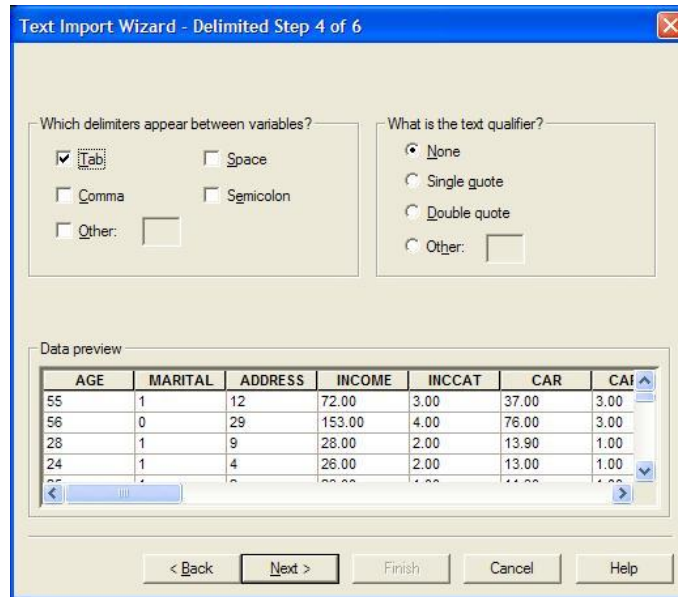 Text Import Wizard - Delimited Step 4 of 6
Which delimiters appear between variables?
Tab
Space
Comma
Semicolon
Other:
What is the text qualifier?
None
Single quote
Double quote
Other:
Data preview
AGE MARITAL ADDRESS INCOME INCCAT CAR
55 1 12 72.00 3.00 37.00 3.00
56 0 29 153.00 4.00 76.00 3.00
28 1 9 28.00 2.00 13.90 1.00
24 1 4 26.00 2.00 13.00 1.00
< Back Next > Finish Cancel Help